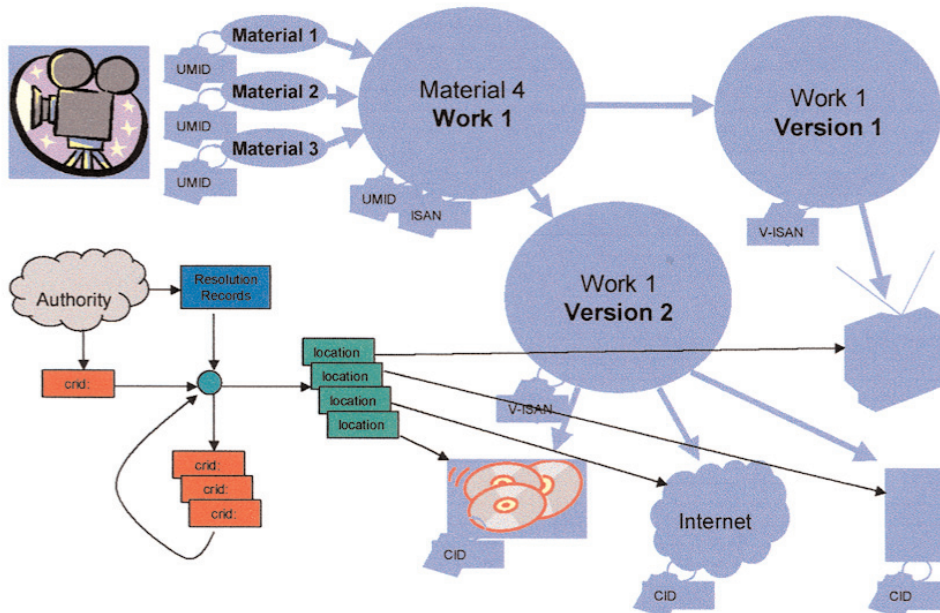 Material 1
UMID
Material 2
UMID
Material 3
UMID
Material 4
Work 1
UMID
ISAN
Work 1
Version 1
V-ISAN
Work 1
Version 2
V-ISAN
Authority
Resolution
Records
crid:
location
location
location
location
crid:
crid:
crid:
CID
Internet
CID
CID